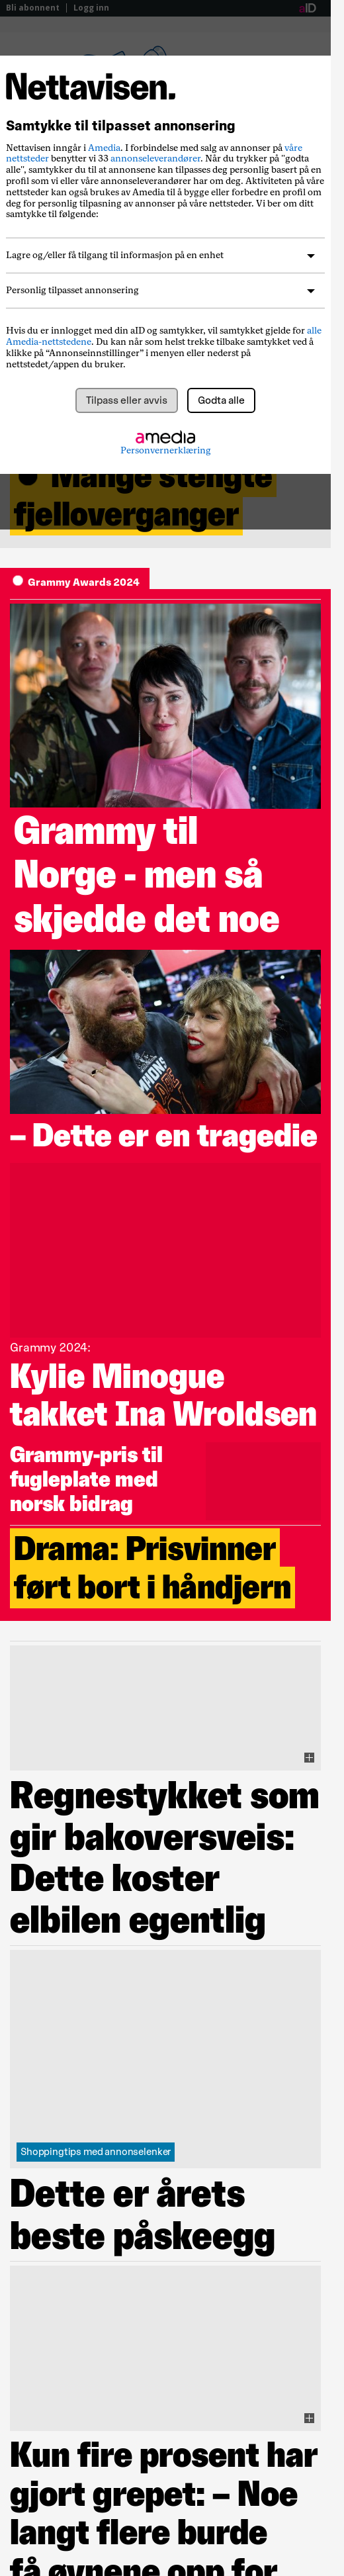 Bli abonnent | Logg inn
aID
Nettavisen.
Samtykke til tilpasset annonsering
Nettavisen inngår i Amedia. I forbindelse med salg av annonser på våre
nettsteder benytter vi 33 annonseleverandører. Når du trykker på "godta
alle", samtykker du til at annonsene kan tilpasses deg personlig basert på en
profil som vi eller våre annonseleverandører har om deg. Aktiviteten på våre
nettsteder kan også brukes av Amedia til å bygge eller forbedre en profil om
deg for personlig tilpasning av annonser på våre nettsteder. Vi ber om ditt
samtykke til følgende:
Lagre og/eller få tilgang til informasjon på en enhet
Personlig tilpasset annonsering
Hvis du er innlogget med din aID og samtykker, vil samtykket gjelde for alle
Amedia-nettstedene. Du kan når som helst trekke tilbake samtykket ved å
klikke på “Annonseinnstillinger” i menyen eller nederst på
nettstedet/appen du bruker.
Tilpass eller avvis
Godta alle
amedia
Personvernerklæring
Mange stengte
fjelloverganger
Grammy Awards 2024
Grammy til
Norge - men så
skjedde det noe
– Dette er en tragedie
Grammy 2024:
Kylie Minogue
takket Ina Wroldsen
Grammy-pris til
fugleplate med
norsk bidrag
Drama: Prisvinner
ført bort i håndjern
Regnestykket som
gir bakoversveis:
Dette koster
elbilen egentlig
Shoppingtips med annonselenker
Dette er årets
beste påskeegg
Kun fire prosent har
gjort grepet: – Noe
langt flere burde
få øynene opp for